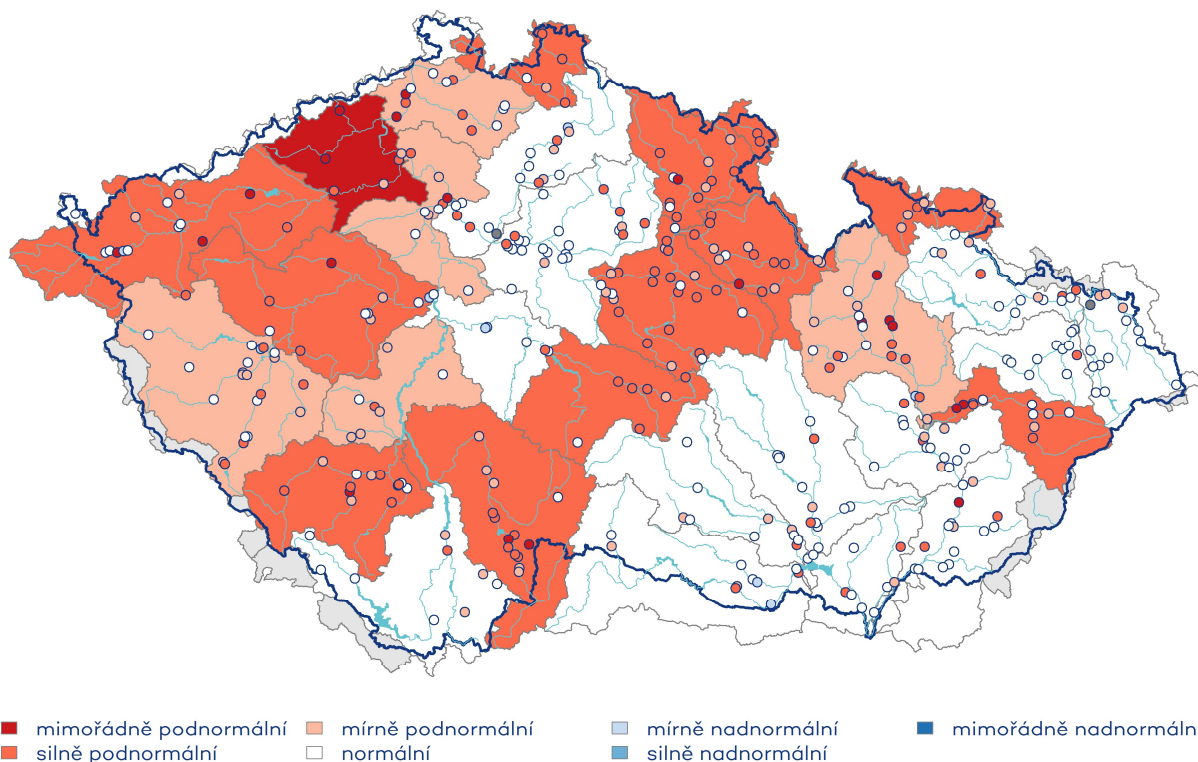 mimořádně podnormální
silně podnormální
mírně podnormální
normální
mírně nadnormální
silně nadnormální
mimořádně nadnormáln